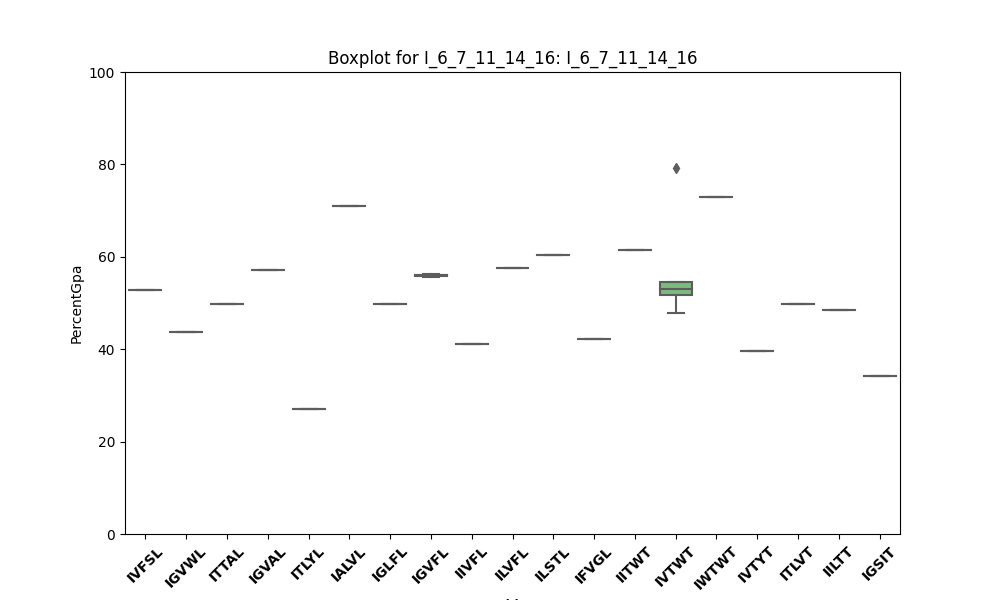 Boxplot for I_6_7_11_14_16: I_6_7_11_14_16
PercentGpa
100
80
60
40
20
0
IVFSL
IGVWL
ITTAL
IGVAL
ITLYL
IALVL
IGLFL
IGVFL
IIVFL
ILVFL
ILSTL
IFVGL
IITWT
IVTWT
IWTWT
IVTYT
ITLVT
IILTT
IGSIT